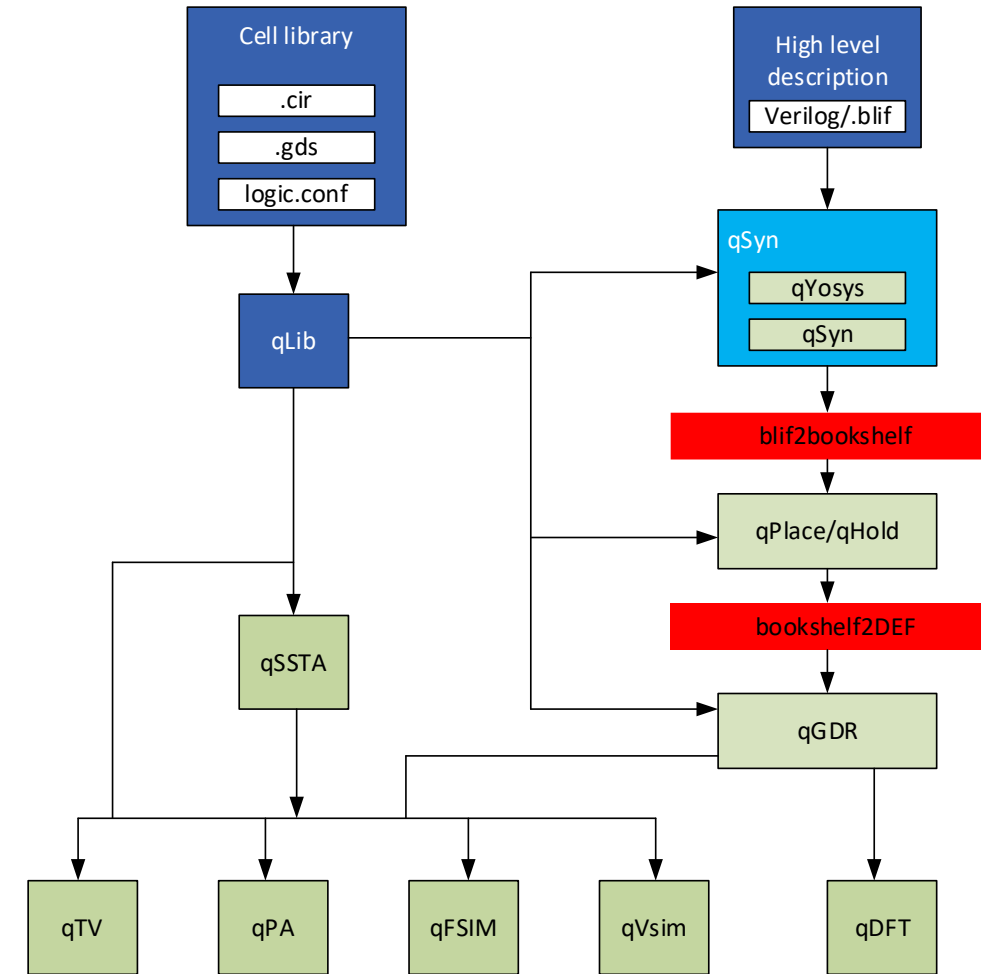 Cell library
.cir
.gds
logic.conf
High level
description
Verilog/.blif
qSyn
qYosys
qSyn
qLib
blif2bookshelf
qPlace/qHold
bookshelf2DEF
qSSTA
qGDR
qTV
qPA
qFSIM
qVsim
qDFT